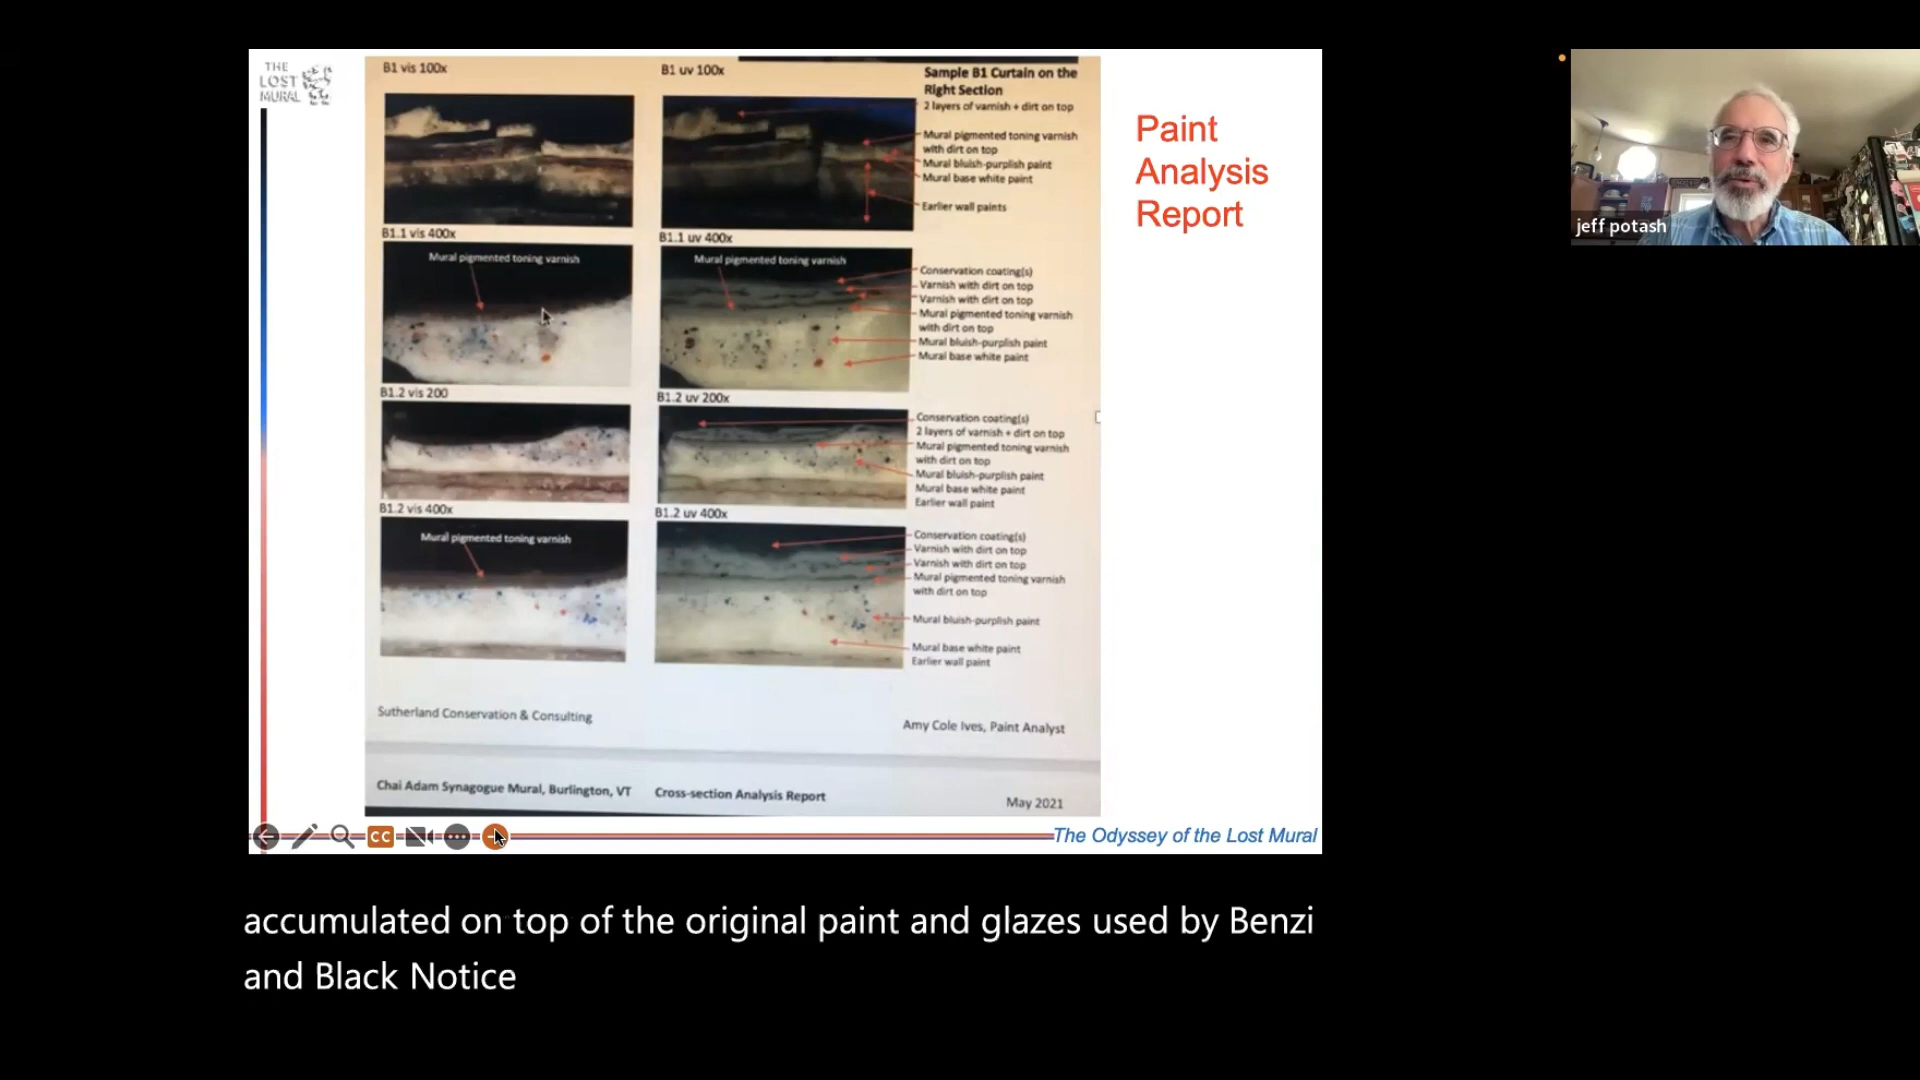 THE
LOST
MURAL
B1 vis 100x
B1 uv 100x
Sample B1 Curtain on the
Right Section
2 layers of varnish + dirt on top
Mural pigmented toning varnish
with dirt on top
Mural bluish-purplish paint
Mural base white paint
Earlier wall paints
B1.1 vis 400x
B1.1 uv 400x
Mural pigmented toning varnish
Mural pigmented toning varnish
Conservation coating(s)
Varnish with dirt on top
Varnish with dirt on top
Mural pigmented toning varnish
with dirt on top
Mural bluish-purplish paint
Mural base white paint
B1.2 vis 200
B1.2 uv 200x
Conservation coating(s)
2 layers of varnish + dirt on top
Mural pigmented toning varnish
with dirt on top
Mural bluish-purplish paint
Mural base white paint
Earlier wall paint
B1.2 vis 400x
B1.2 uv 400x
Mural pigmented toning varnish
Conservation coating(s)
Varnish with dirt on top
Varnish with dirt on top
Mural pigmented toning varnish
with dirt on top
Mural bluish-purplish paint
Mural base white paint
Earlier wall paint
Sutherland Conservation & Consulting
Amy Cole Ives, Paint Analyst
Chai Adam Synagogue Mural, Burlington, VT
Cross-section Analysis Report
May 2021
Paint
Analysis
Report
jeff potash
CC
The Odyssey of the Lost Mural
accumulated on top of the original paint and glazes used by Benzi
and Black Notice